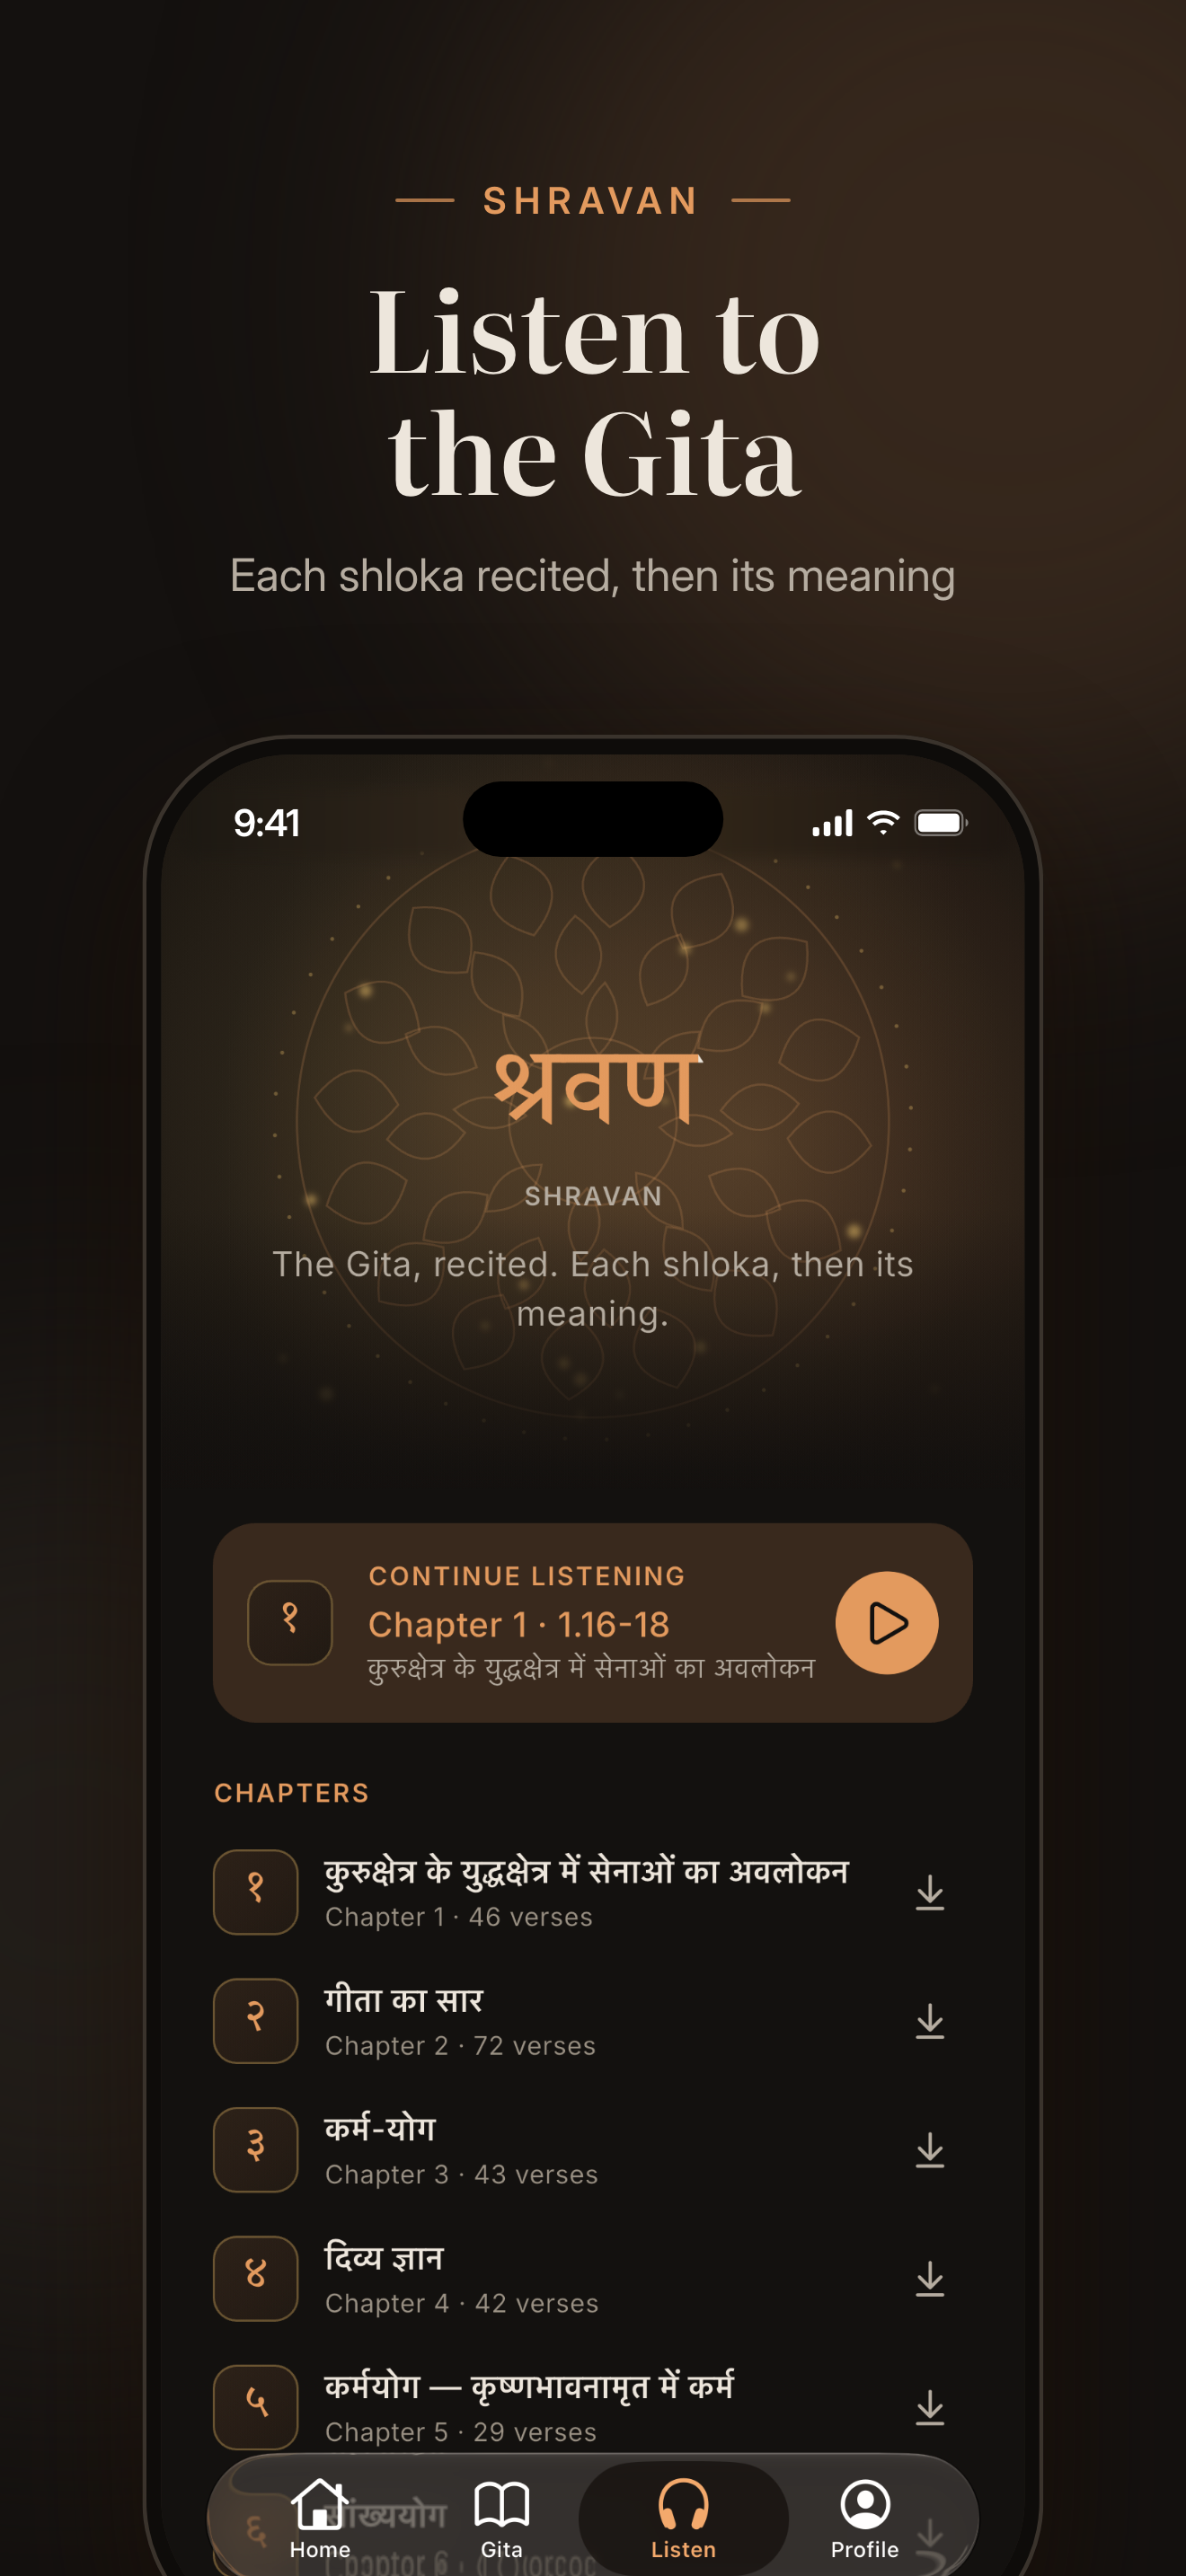 SHRAVAN
Listen to
the Gita
Each shloka recited, then its meaning
9:41
श्रवण
SHRAVAN
The Gita, recited. Each shloka, then its
meaning.
१
CONTINUE LISTENING
Chapter 1 · 1.16-18
कुरुक्षेत्र के युद्धक्षेत्र में सेनाओं का अवलोकन
CHAPTERS
१
कुरुक्षेत्र के युद्धक्षेत्र में सेनाओं का अवलोकन
Chapter 1 · 46 verses
२
गीता का सार
Chapter 2 · 72 verses
३
कर्म-योग
Chapter 3 · 43 verses
४
दिव्य ज्ञान
Chapter 4 · 42 verses
५
कर्मयोग — कृष्णभावनामृत में कर्म
Chapter 5 · 29 verses
६
सांख्ययोग
Home Gita Listen Profile